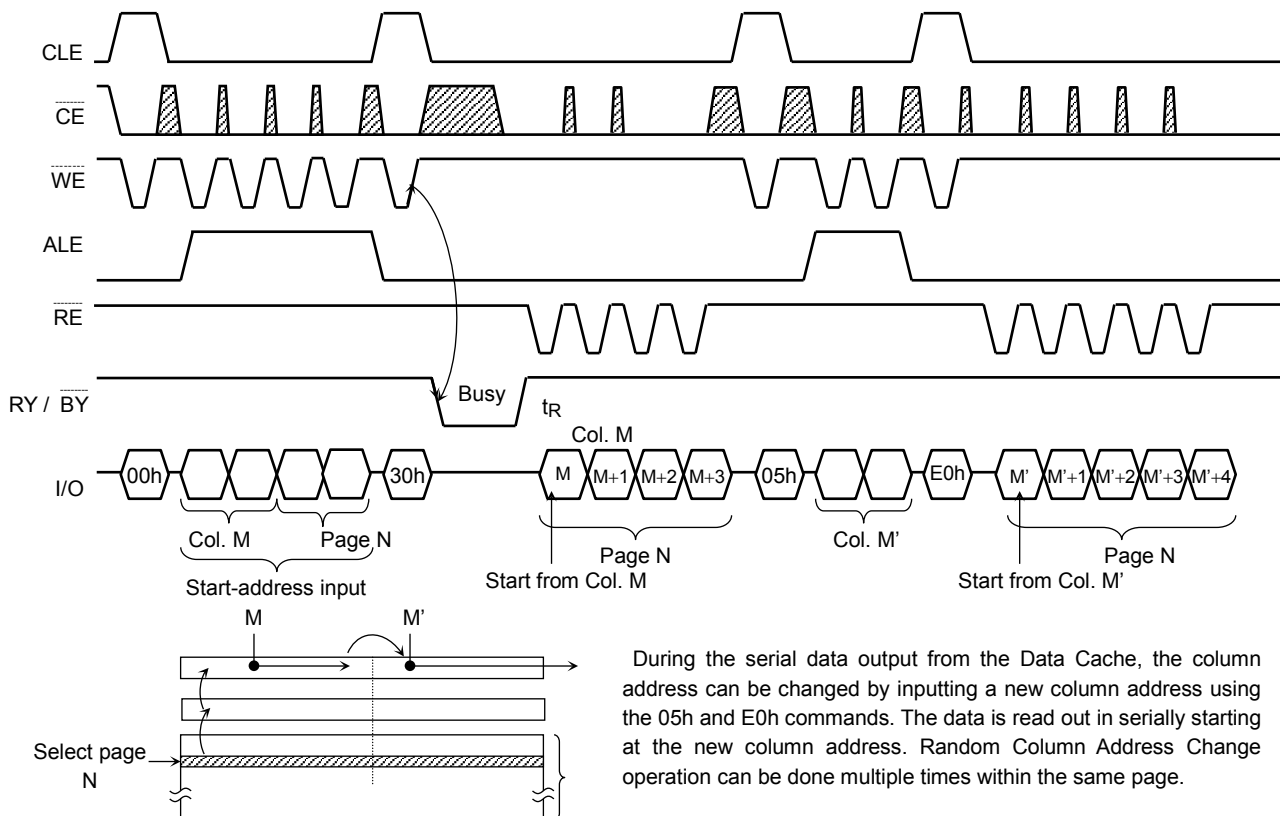 CLE
CE
WE
ALE
RE
RY / BY
Busy
tR
Col. M
I/O
00h
30h
M
M+1
M+2
M+3
05h
E0h
M'
M'+1
M'+2
M'+3
M'+4
Col. M
Page N
Page N
Col. M’
Page N
Start-address input
Start from Col. M
Start from Col. M’
M
M’
Select page
N
During the serial data output from the Data Cache, the column
address can be changed by inputting a new column address using
the 05h and E0h commands. The data is read out in serially starting
at the new column address. Random Column Address Change
operation can be done multiple times within the same page.